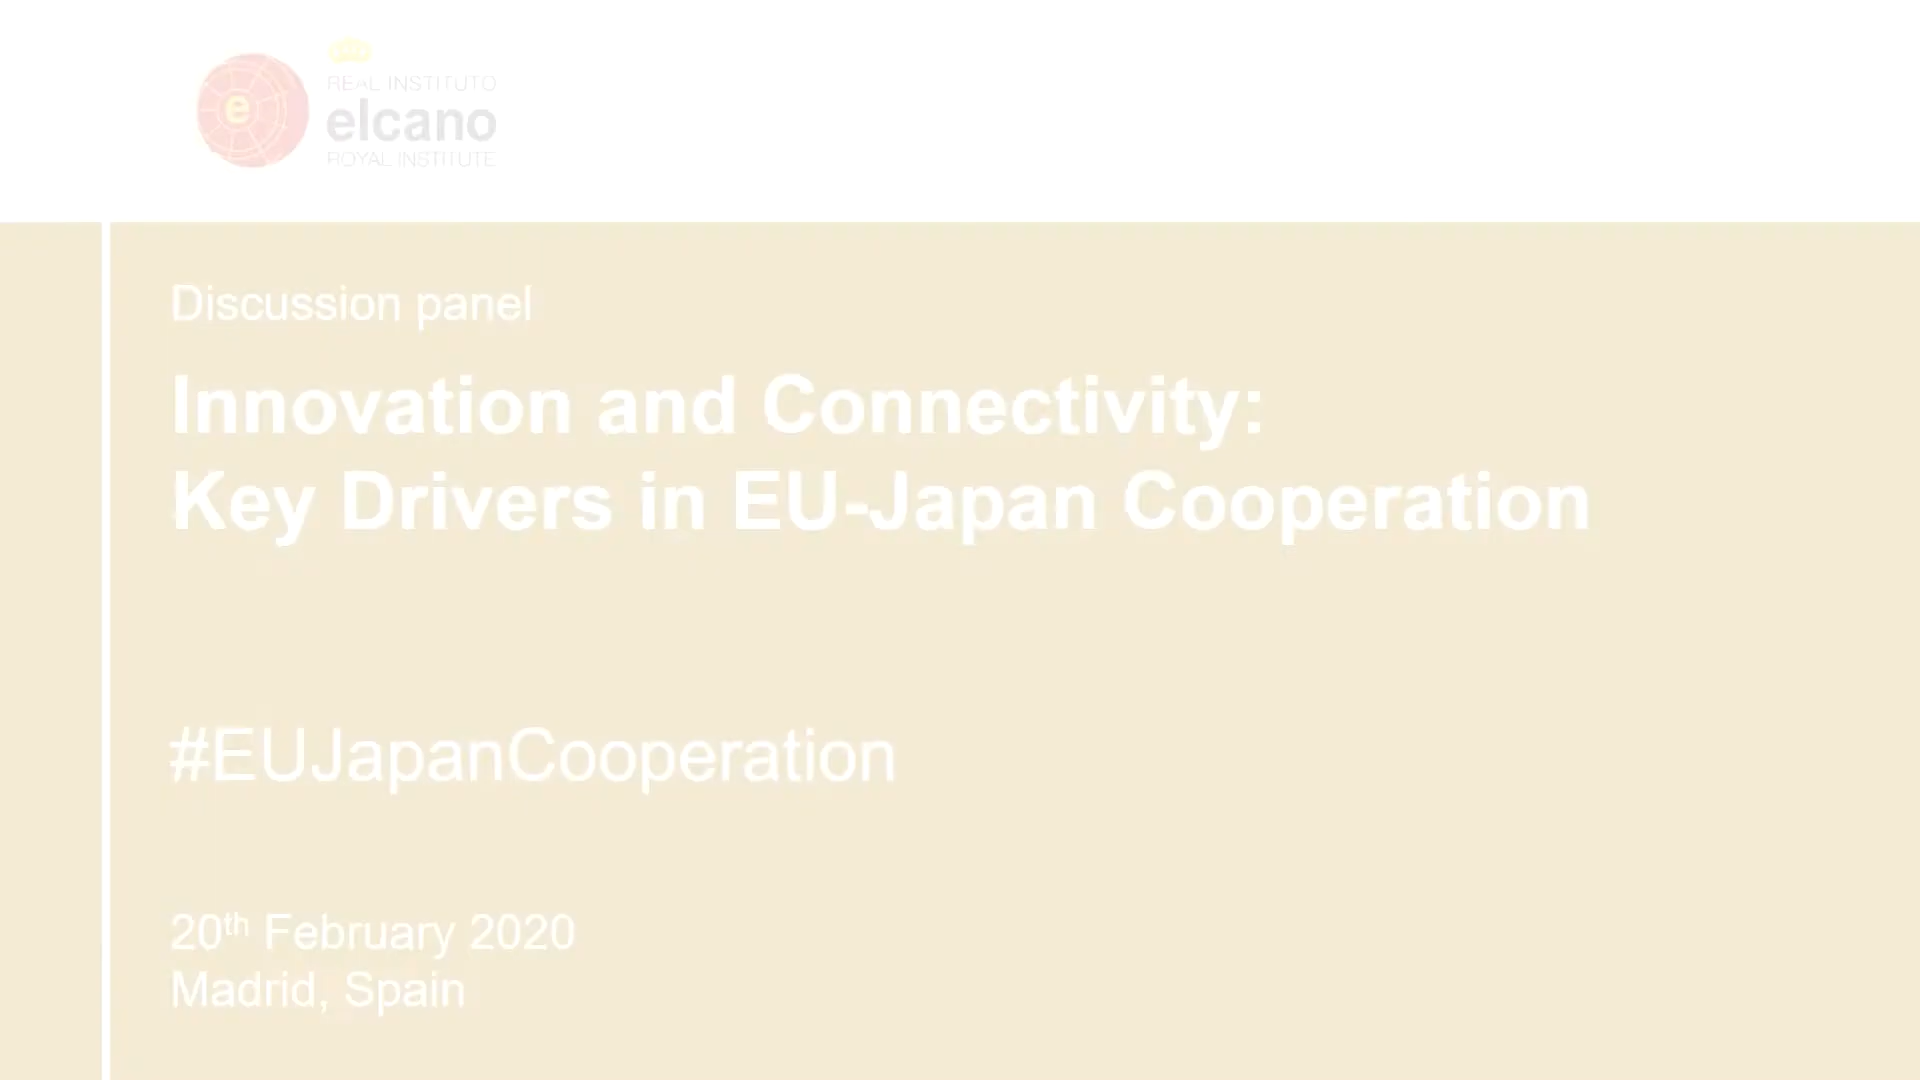 e
REAL INSTITUTO
elcano
ROYAL INSTITUTE
Discussion panel
Innovation and Connectivity:
Key Drivers in EU-Japan Cooperation
#EUJapanCooperation
20th February 2020
Madrid, Spain